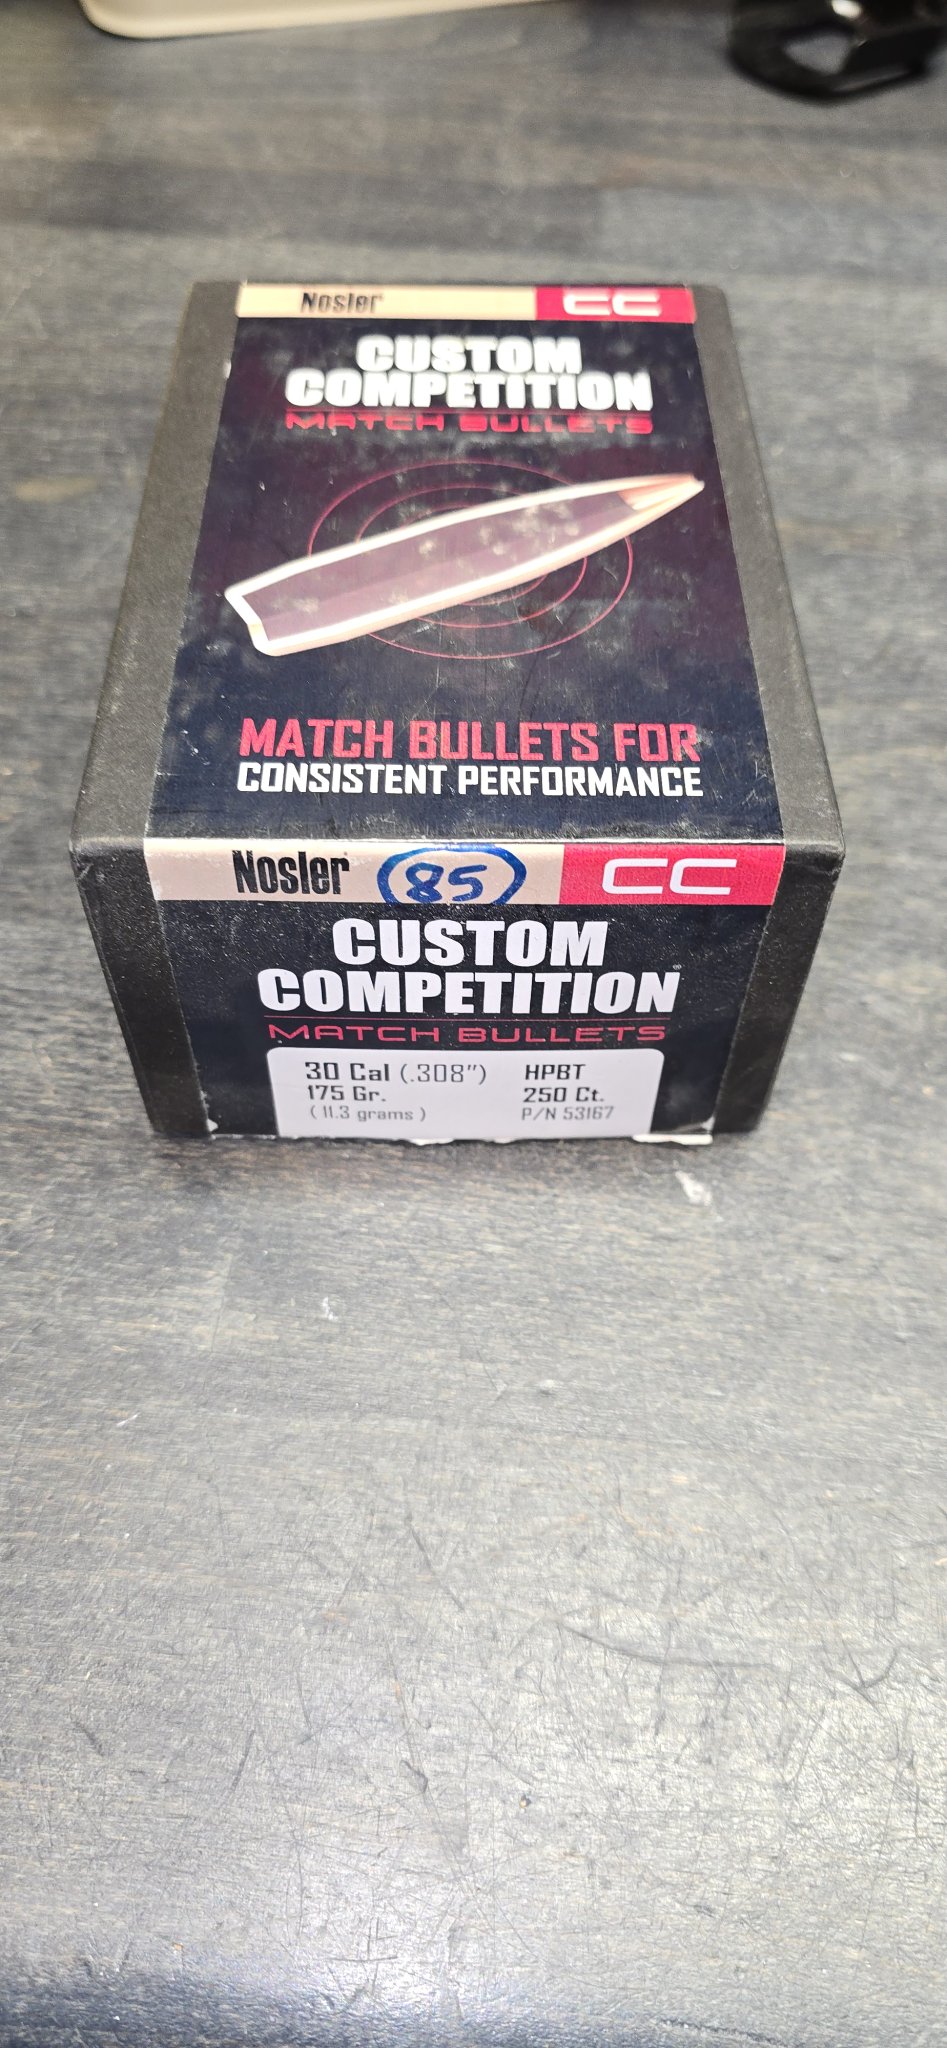 Nosler CC
CUSTOM
COMPETITION
MATCH BULLETS
MATCH BULLETS FOR
CONSISTENT PERFORMANCE
Nosler 85 CC
CUSTOM
COMPETITION®
MATCH BULLETS
30 Cal (.308") HPBT
175 Gr. 250 Ct.
(11.3 grams) P/N 53167